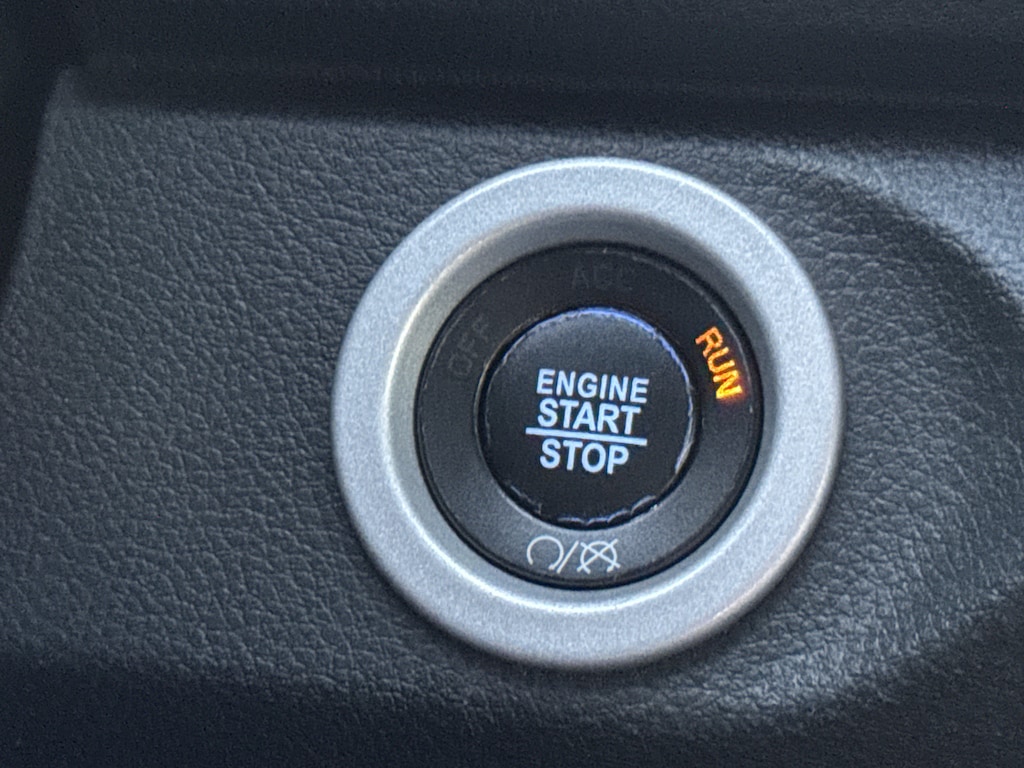 ACC
OFF
RUN
ENGINE
START
STOP